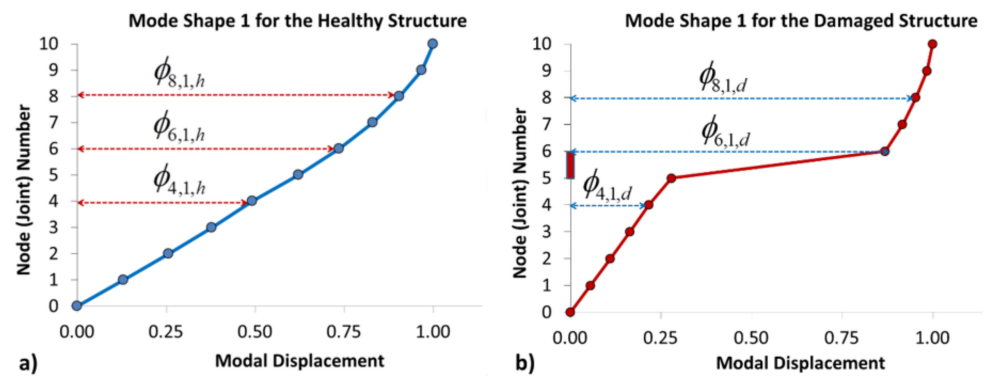 Mode Shape 1 for the Healthy Structure
Node (Joint) Number
10
9
8
7
6
5
4
3
2
1
0
ϕ8,1,h
ϕ6,1,h
ϕ4,1,h
0.00 0.25 0.50 0.75 1.00
Modal Displacement
a)
Mode Shape 1 for the Damaged Structure
Node (Joint) Number
10
9
8
7
6
5
4
3
2
1
0
ϕ8,1,d
ϕ6,1,d
ϕ4,1,d
0.00 0.25 0.50 0.75 1.00
Modal Displacement
b)